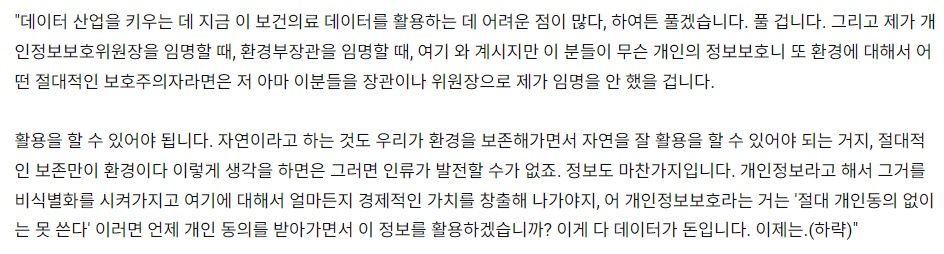 "데이터 산업을 키우는 데 지금 이 보건의료 데이터를 활용하는 데 어려운 점이 많다, 하여튼 풀겠습니다. 풀 겁니다. 그리고 제가 개
인정보보호위원장을 임명할 때, 환경부장관을 임명할 때, 여기 와 계시지만 이 분들이 무슨 개인의 정보보호니 또 환경에 대해서 어
떤 절대적인 보호주의자라면은 저 아마 이분들을 장관이나 위원장으로 제가 임명을 안 했을 겁니다.
활용을 할 수 있어야 됩니다. 자연이라고 하는 것도 우리가 환경을 보존해가면서 자연을 잘 활용을 할 수 있어야 되는 거지, 절대적
인 보존만이 환경이다 이렇게 생각을 하면은 그러면 인류가 발전할 수가 없죠. 정보도 마찬가지입니다. 개인정보라고 해서 그거를
비식별화를 시켜가지고 여기에 대해서 얼마든지 경제적인 가치를 창출해 나가야지, 어 개인정보보호라는 거는 '절대 개인동의 없이
는 못 쓴다' 이러면 언제 개인 동의를 받아가면서 이 정보를 활용하겠습니까? 이게 다 데이터가 돈입니다. 이제는.(하략)"